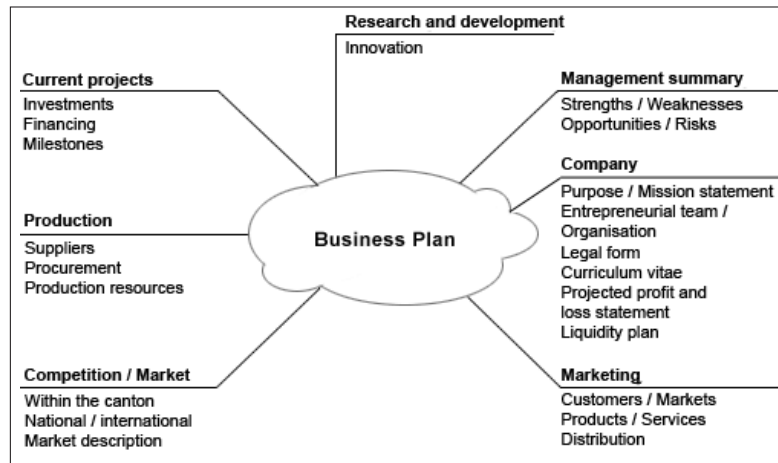 Research and development
Innovation
Current projects
Investments
Financing
Milestones
Management summary
Strengths / Weaknesses
Opportunities / Risks
Company
Purpose / Mission statement
Entrepreneurial team /
Organisation
Legal form
Curriculum vitae
Projected profit and
loss statement
Liquidity plan
Production
Suppliers
Procurement
Production resources
Business Plan
Competition / Market
Within the canton
National / international
Market description
Marketing
Customers / Markets
Products / Services
Distribution